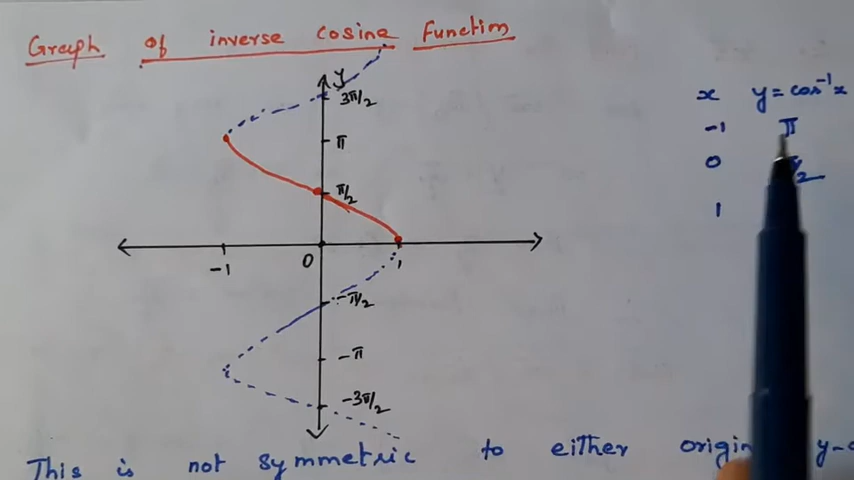 Graph of inverse cosine Function
y
3π/2
π
π/2
-1 0 1
-π/2
-π
-3π/2
x y = cos⁻¹x
-1 π
0
1
This is not symmetric to either origin